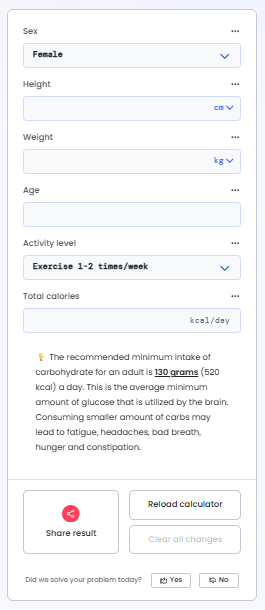 Sex
Female
Height
cm
Weight
kg
Age
Activity level
Exercise 1-2 times/week
Total calories
kcal/day
The recommended minimum intake of
carbohydrate for an adult is 130 grams (520
kcal) a day. This is the average minimum
amount of glucose that is utilized by the brain.
Consuming smaller amount of carbs may
lead to fatigue, headaches, bad breath,
hunger and constipation.
Share result
Reload calculator
Clear all changes
Did we solve your problem today?
Yes
No